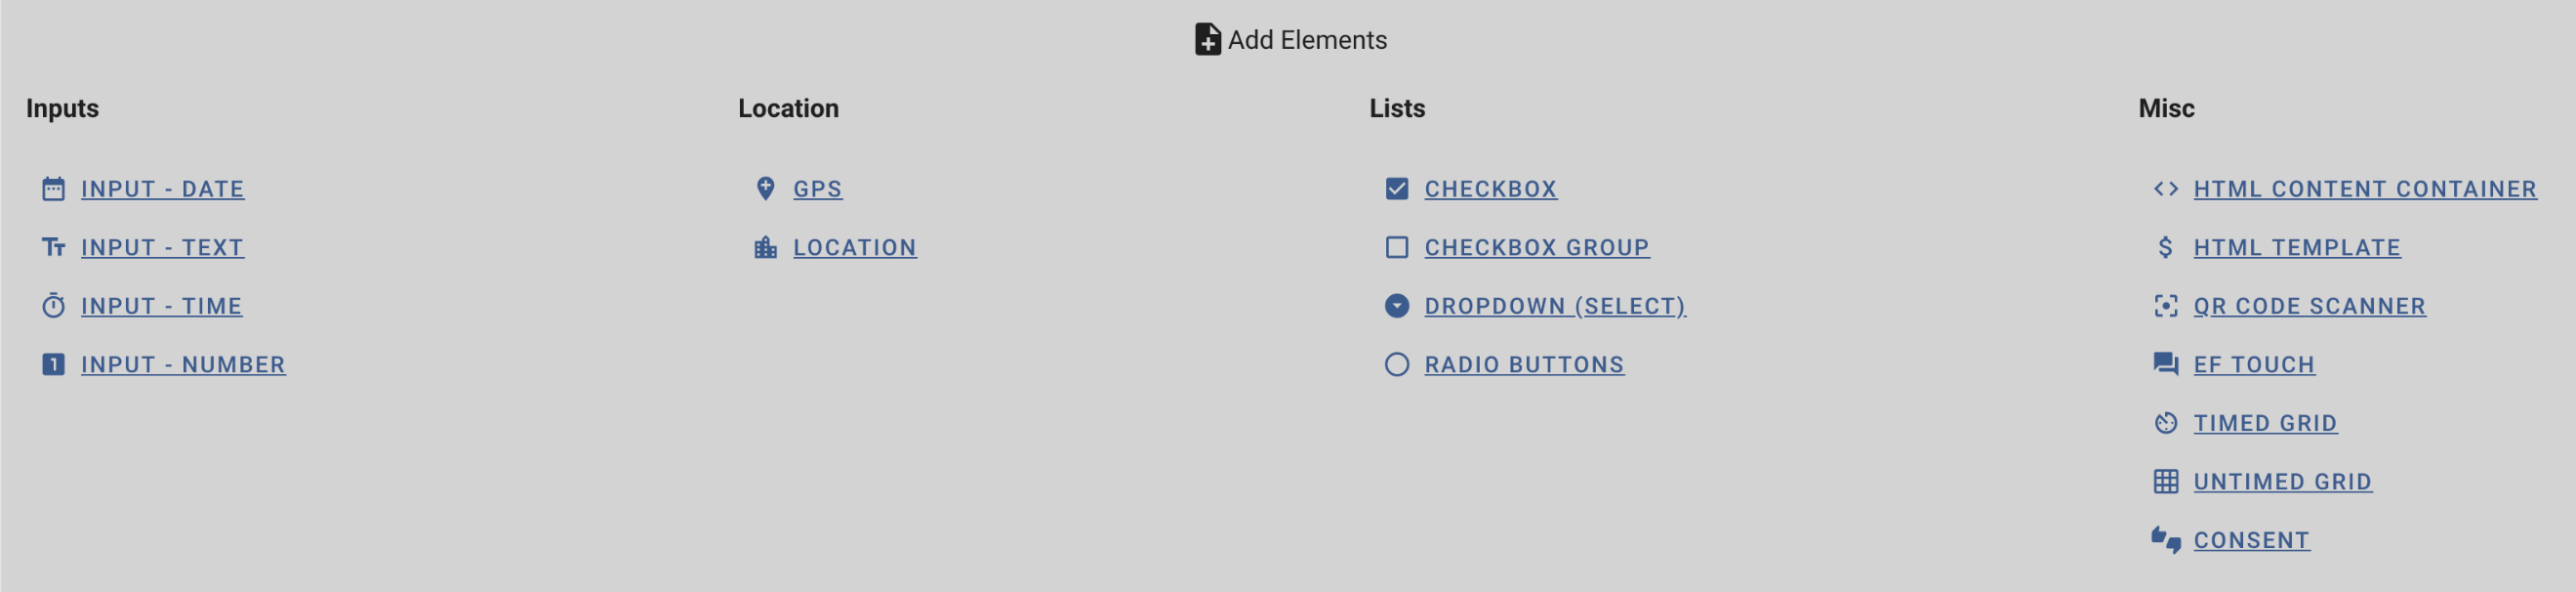 Add Elements
Inputs
INPUT - DATE
INPUT - TEXT
INPUT - TIME
INPUT - NUMBER
Location
GPS
LOCATION
Lists
CHECKBOX
CHECKBOX GROUP
DROPDOWN (SELECT)
RADIO BUTTONS
Misc
HTML CONTENT CONTAINER
HTML TEMPLATE
QR CODE SCANNER
EF TOUCH
TIMED GRID
UNTIMED GRID
CONSENT